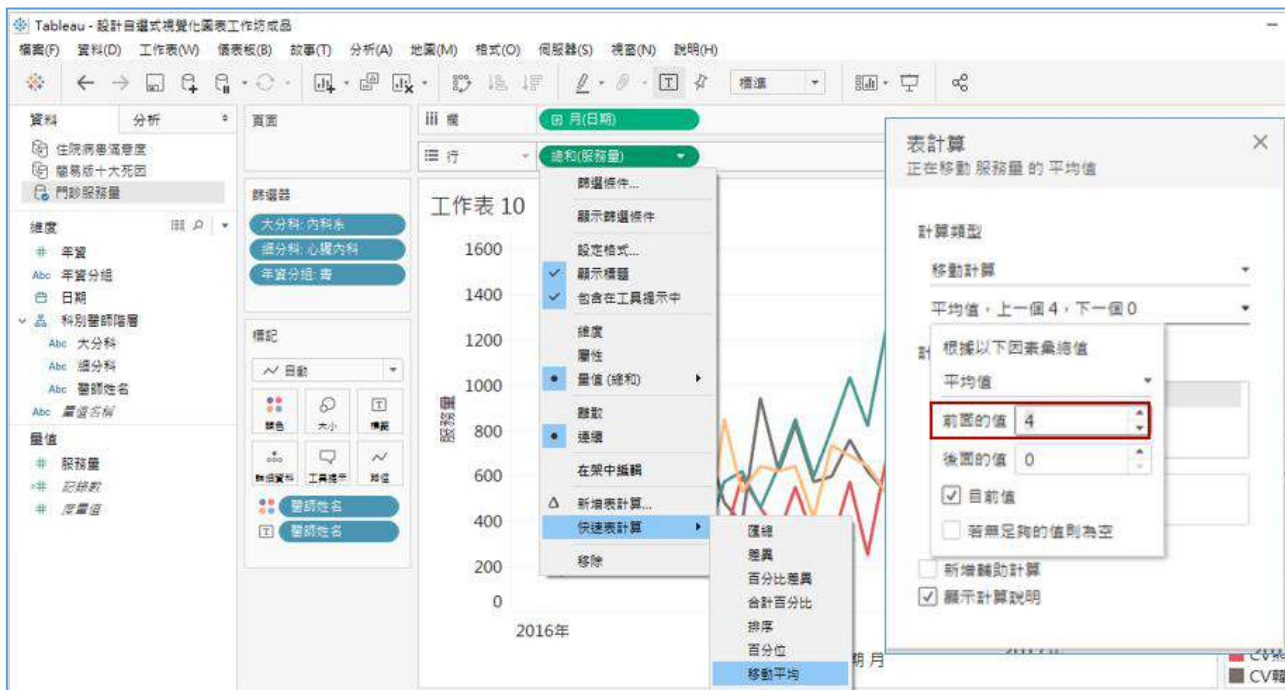 Tableau - 設計自選式視覺化圖表工作坊成品
檔案(F) 資料(D) 工作表(W) 儀表板(B) 故事(T) 分析(A) 地圖(M) 格式(O) 伺服器(S) 視窗(N) 說明(H)
標準
資料 分析
住院病患滿意度
簡易版十大死因
門診服務量
維度
年資
Abc 年資分組
日期
科別醫師階層
Abc 大分科
Abc 細分科
Abc 醫師姓名
Abc 量值名稱
量值
服務量
記錄數
度量值
頁面
篩選器
大分科: 內科系
細分科: 心臟內科
年資分組: 壹
標記
自動
顏色 大小 標籤
詳細資料 工具提示 路徑
醫師姓名
醫師姓名
欄 月(日期)
行 總和(服務量)
工作表 10
服務量
1600
1400
1200
1000
800
600
400
200
0
2016年
期 月
篩選條件...
顯示篩選條件
設定格式...
顯示標題
包含在工具提示中
維度
屬性
量值 (總和)
離散
連續
在架中編輯
新增表計算...
快速表計算
移除
匯總
差異
百分比差異
合計百分比
排序
百分位
移動平均
表計算
正在移動 服務量 的 平均值
計算類型
移動計算
平均值，上一個 4，下一個 0
根據以下因素彙總值
平均值
前面的值 4
後面的值 0
目前值
若無足夠的值則為空
新增輔助計算
顯示計算說明